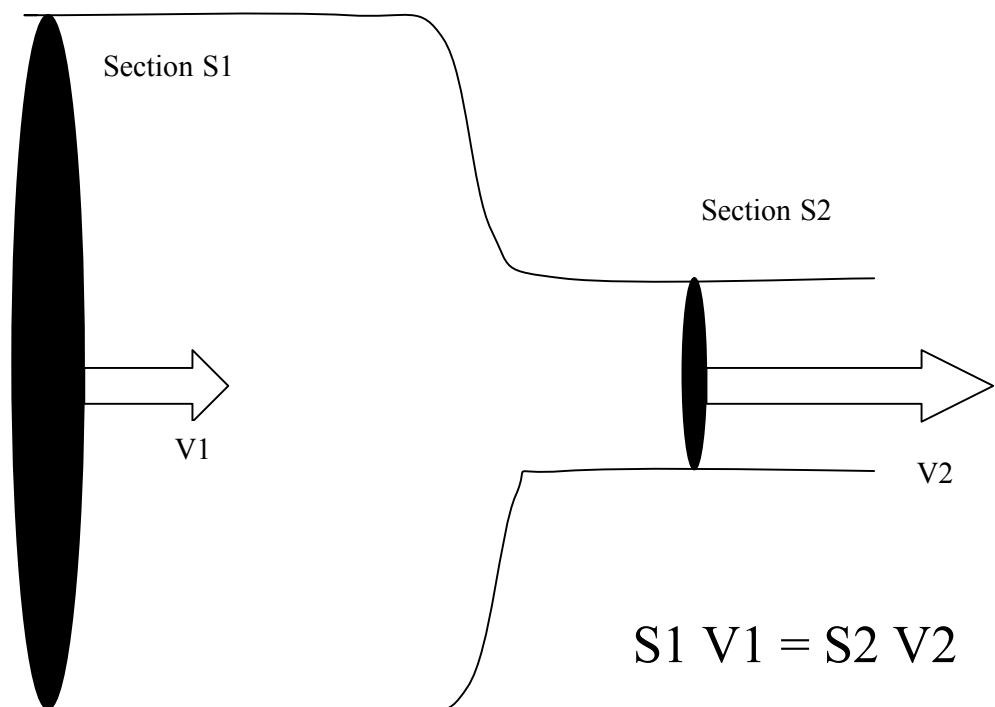 Section S1
Section S2
V1
V2
S1 V1 = S2 V2